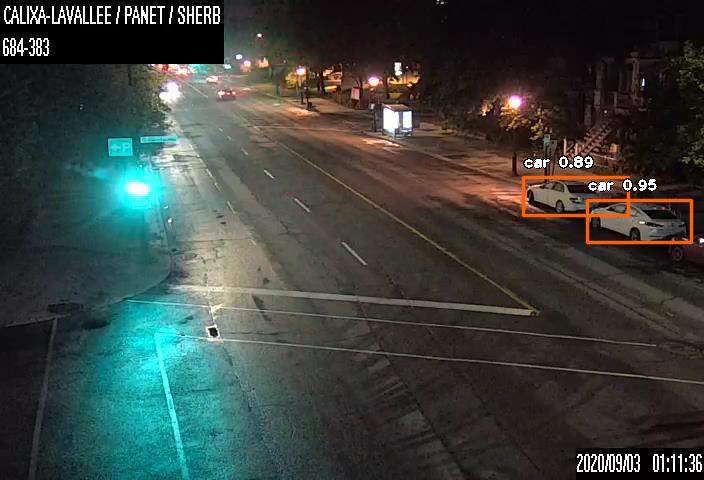 CALIXA-LAVALLEE / PANET / SHERB
684-383
car 0.89
car 0.95
P
2020/09/03 01:11:36